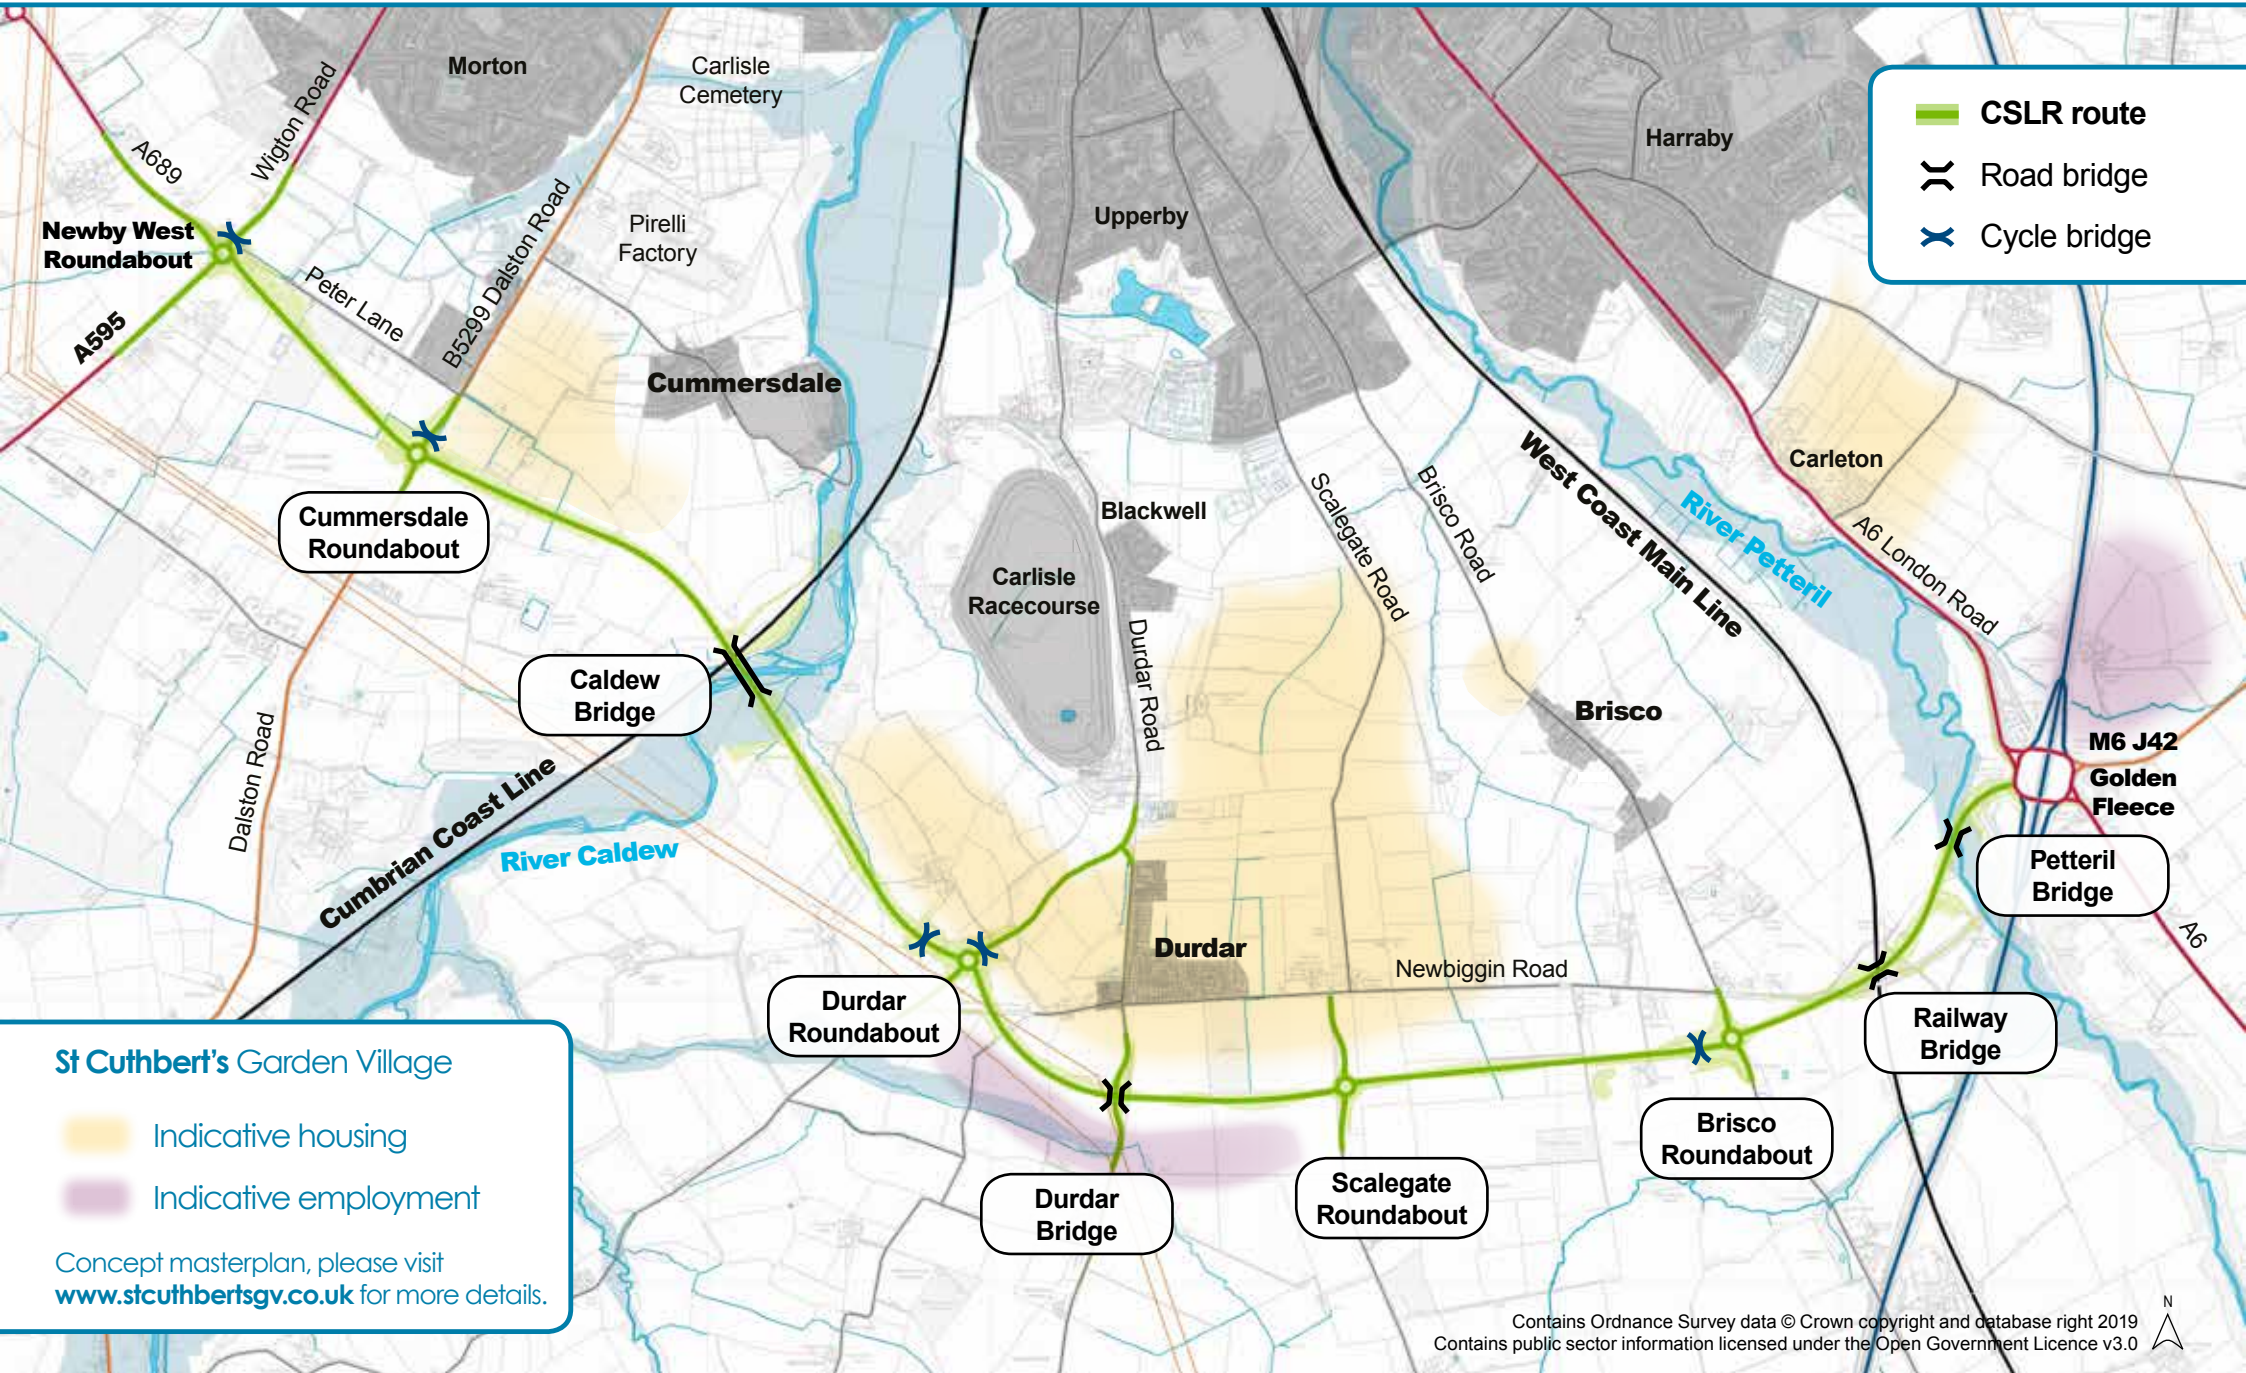 Morton
Carlisle
Cemetery
Wigton Road
A689
Harraby
CSLR route
Road bridge
Cycle bridge
Newby West
Roundabout
Pirelli
Factory
Upperby
B5299 Dalston Road
Peter Lane
A595
Cummersdale
Carleton
West Coast Main Line
River Petteril
A6 London Road
Cummersdale
Roundabout
Blackwell
Scalegate Road
Brisco Road
Carlisle
Racecourse
Durdar Road
Caldew
Bridge
Brisco
M6 J42
Golden
Fleece
Dalston Road
Cumbrian Coast Line
River Caldew
Petteril
Bridge
A6
Durdar
Newbiggin Road
Durdar
Roundabout
Railway
Bridge
St Cuthbert's Garden Village
Indicative housing
Indicative employment
Concept masterplan, please visit
www.stcuthbertsgv.co.uk for more details.
Brisco
Roundabout
Scalegate
Roundabout
Durdar
Bridge
N
Contains Ordnance Survey data © Crown copyright and database right 2019
Contains public sector information licensed under the Open Government Licence v3.0